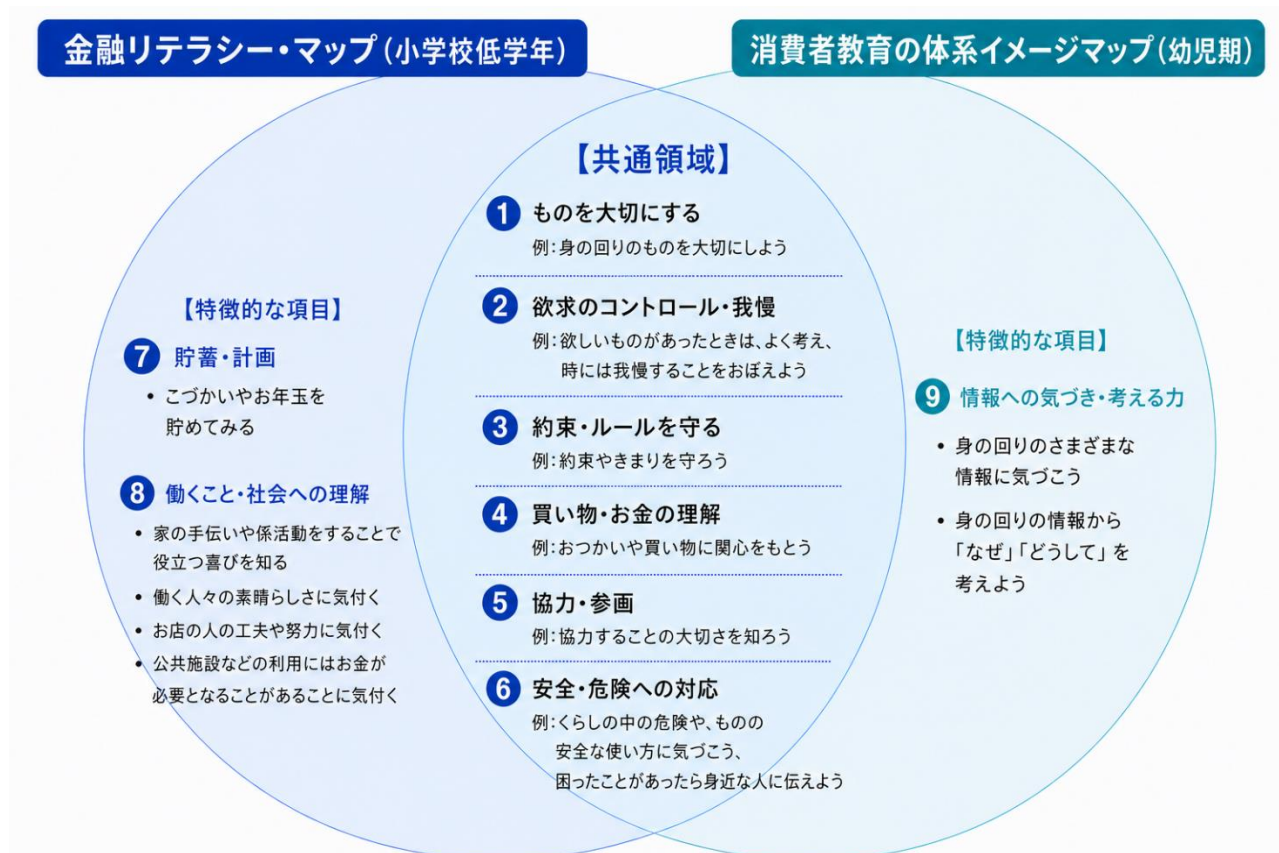 金融リテラシー・マップ(小学校低学年)
消費者教育の体系イメージマップ(幼児期)
【共通領域】
1 ものを大切にする
例:身の回りのものを大切にしよう
2 欲求のコントロール・我慢
例:欲しいものがあったときは、よく考え、
時には我慢することをおぼえよう
3 約束・ルールを守る
例:約束やきまりを守ろう
4 買い物・お金の理解
例:おつかいや買い物に関心をもとう
5 協力・参画
例:協力することの大切さを知ろう
6 安全・危険への対応
例:くらしの中の危険や、ものの
安全な使い方に気づこう、
困ったことがあったら身近な人に伝えよう
【特徴的な項目】
7 貯蓄・計画
• こづかいやお年玉を
貯めてみる
8 働くこと・社会への理解
• 家の手伝いや係活動をすることで
役立つ喜びを知る
• 働く人々の素晴らしさに気付く
• お店の人の工夫や努力に気付く
• 公共施設などの利用にはお金が
必要となることがあることに気付く
【特徴的な項目】
9 情報への気づき・考える力
• 身の回りのさまざまな
情報に気づこう
• 身の回りの情報から
「なぜ」「どうして」を
考えよう